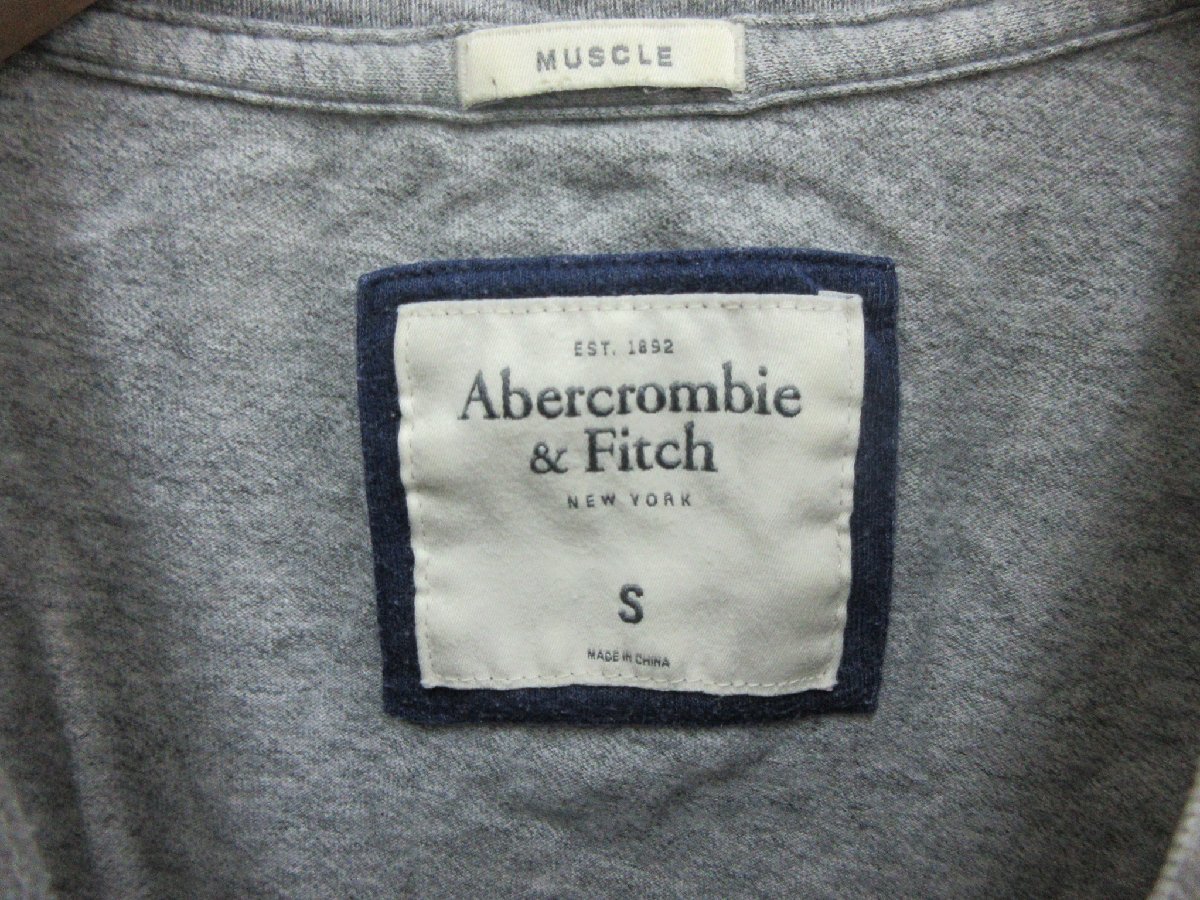 MUSCLE
EST. 1892
Abercrombie
& Fitch
NEW YORK
S
MADE IN CHINA